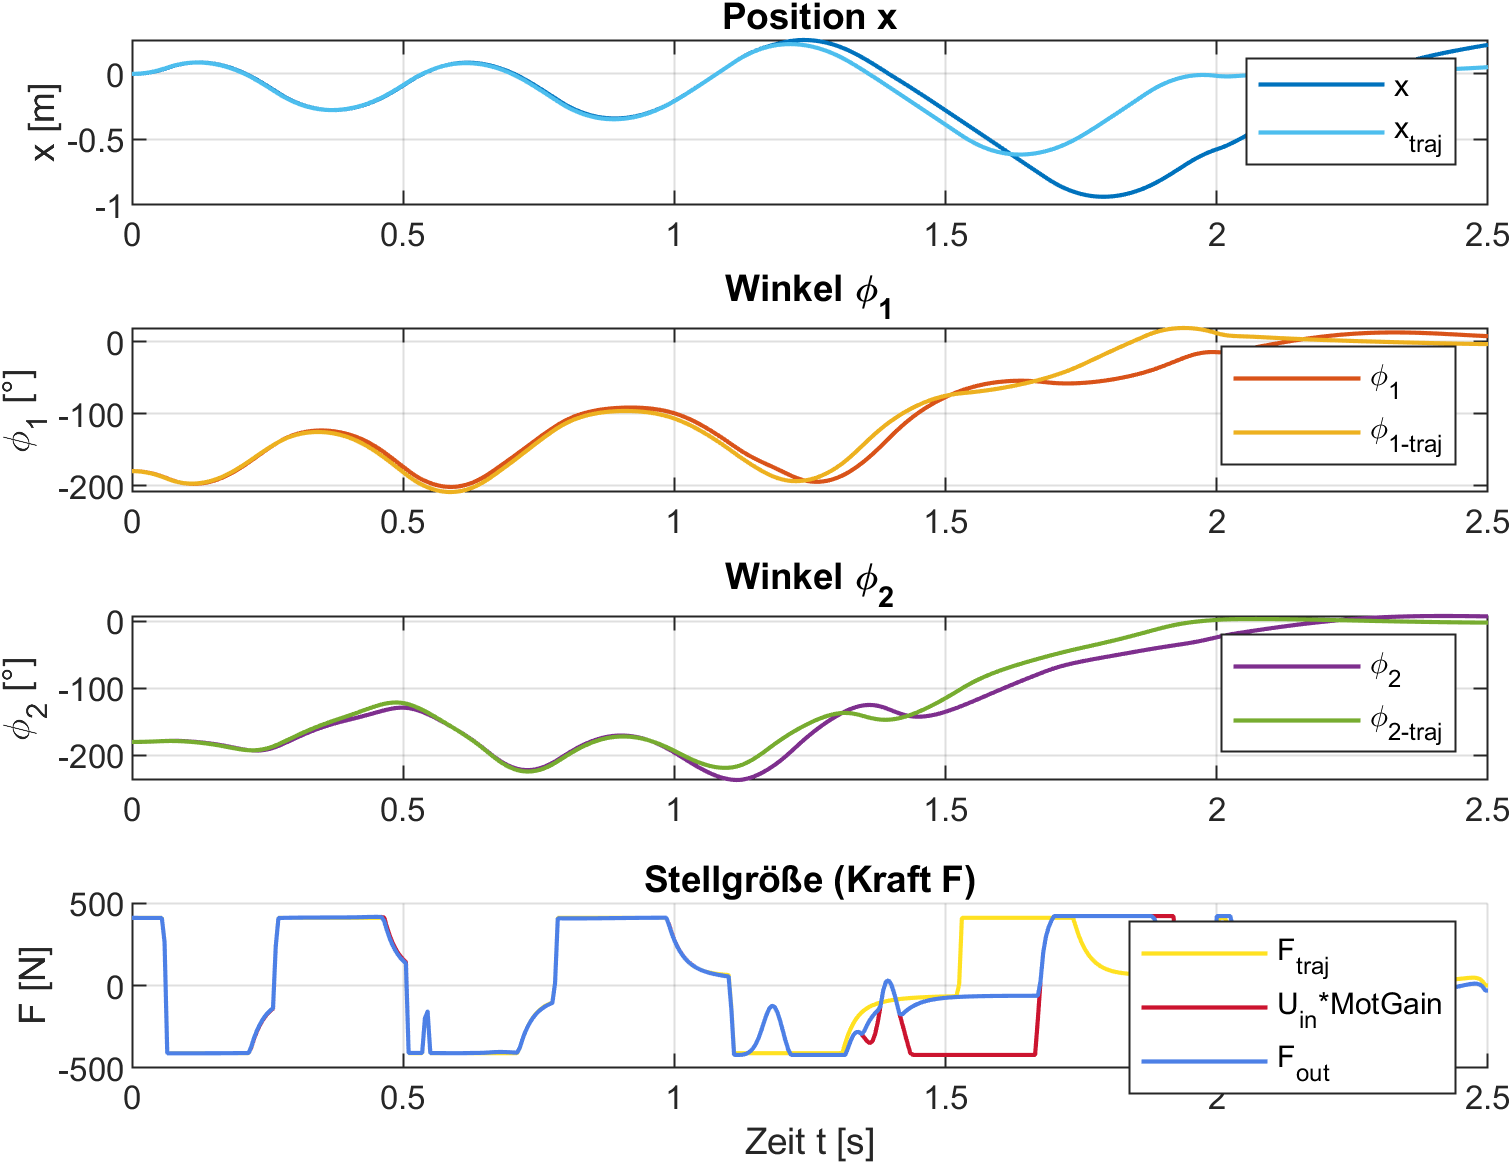 Position x
x [m]
0
-0.5
-1
x
x_traj
0 0.5 1 1.5 2 2.5
Winkel ϕ_1
ϕ_1 [°]
0
-100
-200
ϕ_1
ϕ_1-traj
0 0.5 1 1.5 2 2.5
Winkel ϕ_2
ϕ_2 [°]
0
-100
-200
ϕ_2
ϕ_2-traj
0 0.5 1 1.5 2 2.5
Stellgröße (Kraft F)
F [N]
500
0
-500
F_traj
U_in*MotGain
F_out
0 0.5 1 1.5 2 2.5
Zeit t [s]